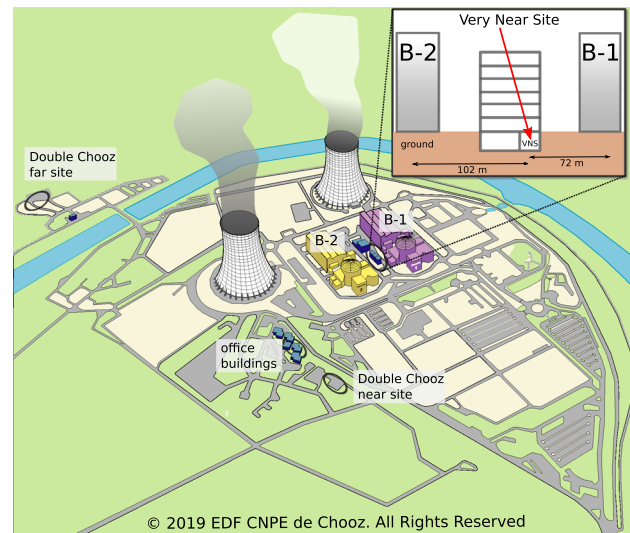 Very Near Site
B-2
B-1
ground
VNS
102 m
72 m
Double Chooz
far site
B-1
B-2
office
buildings
Double Chooz
near site
© 2019 EDF CNPE de Chooz. All Rights Reserved